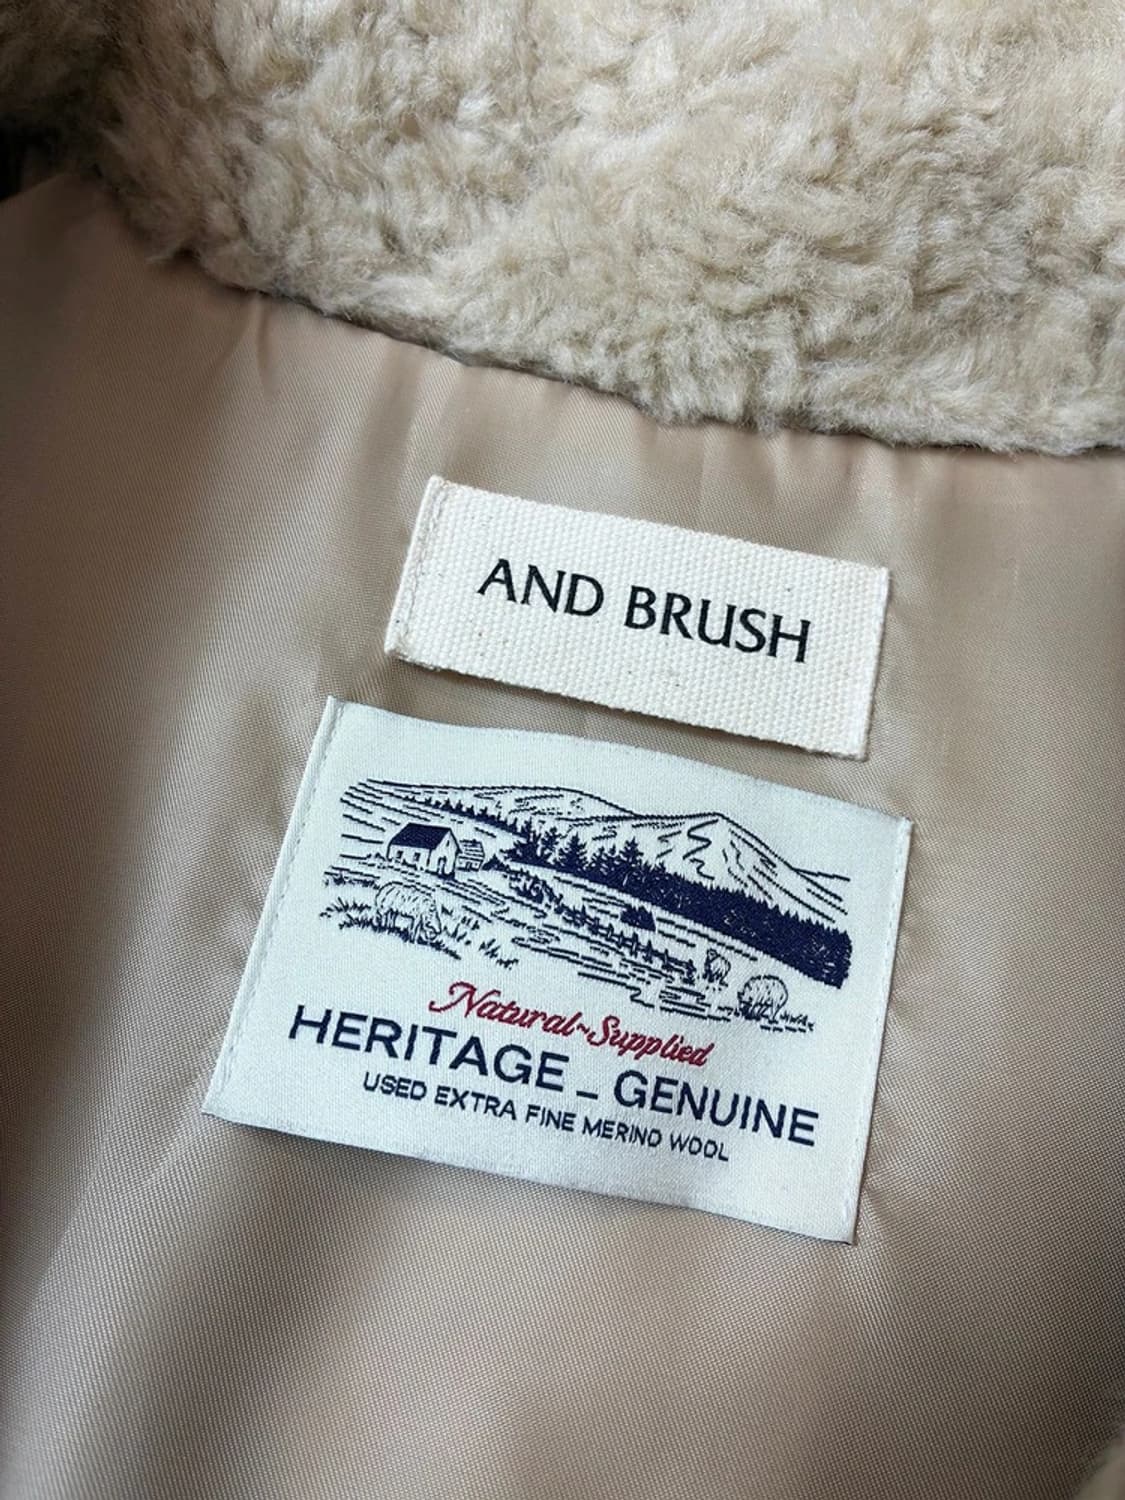 AND BRUSH
Natural~Supplied
HERITAGE _ GENUINE
USED EXTRA FINE MERINO WOOL